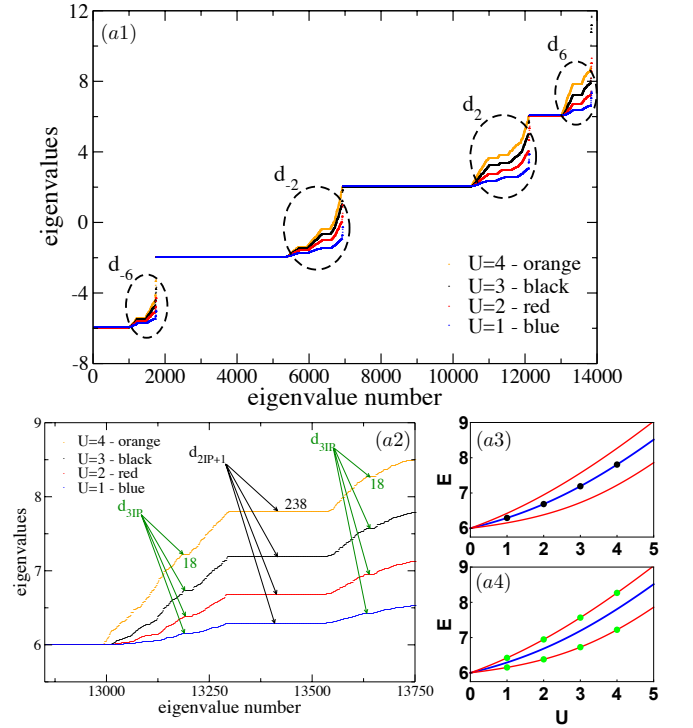 (a1)
12
8
4
0
-4
-8
eigenvalues
d-6
d-2
d2
d6
U=4 - orange
U=3 - black
U=2 - red
U=1 - blue
0 2000 4000 6000 8000 10000 12000 14000
eigenvalue number
(a2)
U=4 - orange
U=3 - black
U=2 - red
U=1 - blue
9
8
7
6
eigenvalues
d3IP
18
d2IP+1
238
d3IP
18
13000 13250 13500 13750
eigenvalue number
(a3)
9
8
7
6
E
0 1 2 3 4 5
(a4)
9
8
7
6
E
0 1 2 3 4 5
U